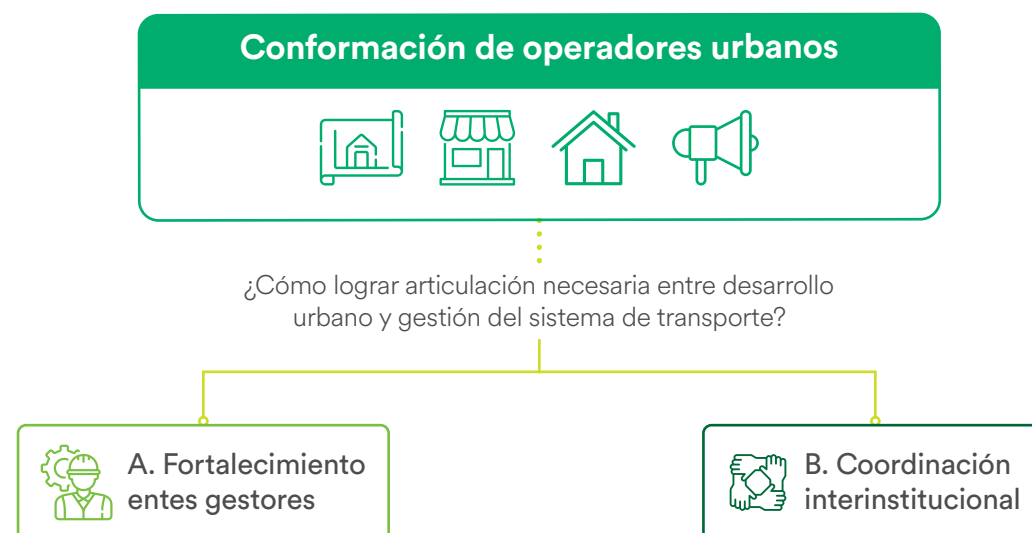 Conformación de operadores urbanos
¿Cómo lograr articulación necesaria entre desarrollo
urbano y gestión del sistema de transporte?
A. Fortalecimiento
entes gestores
B. Coordinación
interinstitucional